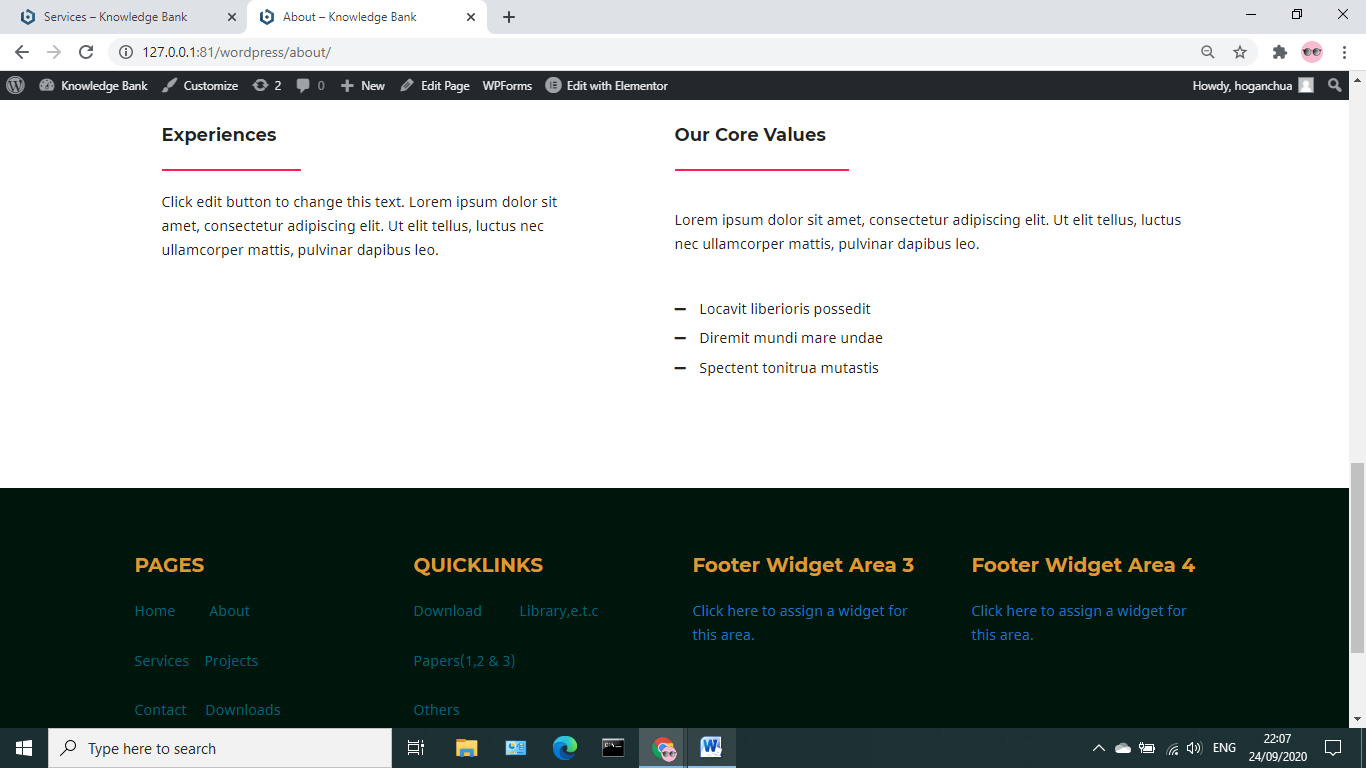 Services – Knowledge Bank
About – Knowledge Bank
127.0.0.1:81/wordpress/about/
Knowledge Bank Customize 2 0 New Edit Page WPForms Edit with Elementor Howdy, hoganchua
Experiences
Click edit button to change this text. Lorem ipsum dolor sit
amet, consectetur adipiscing elit. Ut elit tellus, luctus nec
ullamcorper mattis, pulvinar dapibus leo.
Our Core Values
Lorem ipsum dolor sit amet, consectetur adipiscing elit. Ut elit tellus, luctus
nec ullamcorper mattis, pulvinar dapibus leo.
Locavit liberioris possedit
Diremit mundi mare undae
Spectent tonitrua mutastis
PAGES
Home About
Services Projects
Contact Downloads
QUICKLINKS
Download Library,e.t.c
Papers(1,2 & 3)
Others
Footer Widget Area 3
Click here to assign a widget for
this area.
Footer Widget Area 4
Click here to assign a widget for
this area.
Type here to search
ENG
22:07
24/09/2020